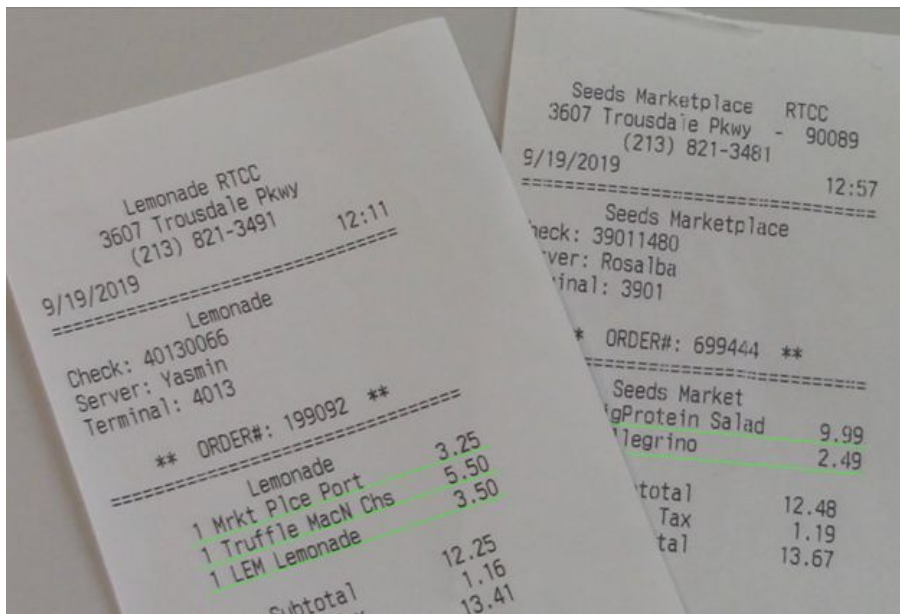 Lemonade RTCC
3607 Trousdale Pkwy
(213) 821-3491
9/19/2019 12:11
==============================
Lemonade
Check: 40130066
Server: Yasmin
Terminal: 4013
** ORDER#: 199092 **
==============================
Lemonade
1 Mrkt Plce Port 3.25
1 Truffle MacN Chs 5.50
1 LEM Lemonade 3.50
Subtotal 12.25
1.16
13.41
Seeds Marketplace RTCC
3607 Trousdale Pkwy - 90089
(213) 821-3481
9/19/2019 12:57
==============================
Seeds Marketplace
heck: 39011480
ver: Rosalba
inal: 3901
* ORDER#: 699444 **
==============================
Seeds Market
gProtein Salad 9.99
llegrino 2.49
total 12.48
Tax 1.19
tal 13.67